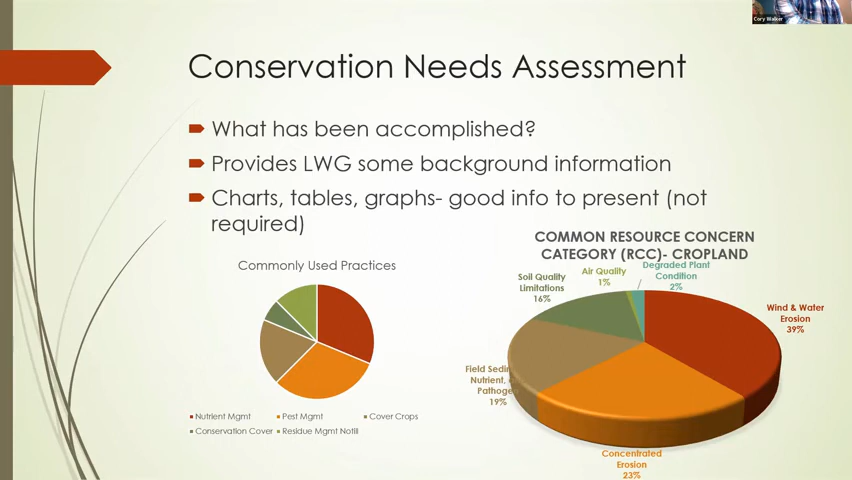 Cory Walker
Conservation Needs Assessment
What has been accomplished?
Provides LWG some background information
Charts, tables, graphs- good info to present (not
required)
Commonly Used Practices
Nutrient Mgmt Pest Mgmt Cover Crops
Conservation Cover Residue Mgmt Notill
COMMON RESOURCE CONCERN
CATEGORY (RCC)- CROPLAND
Degraded Plant
Condition
2%
Air Quality
1%
Soil Quality
Limitations
16%
Wind & Water
Erosion
39%
Field
Nutrient,
19%
Concentrated
Erosion
23%